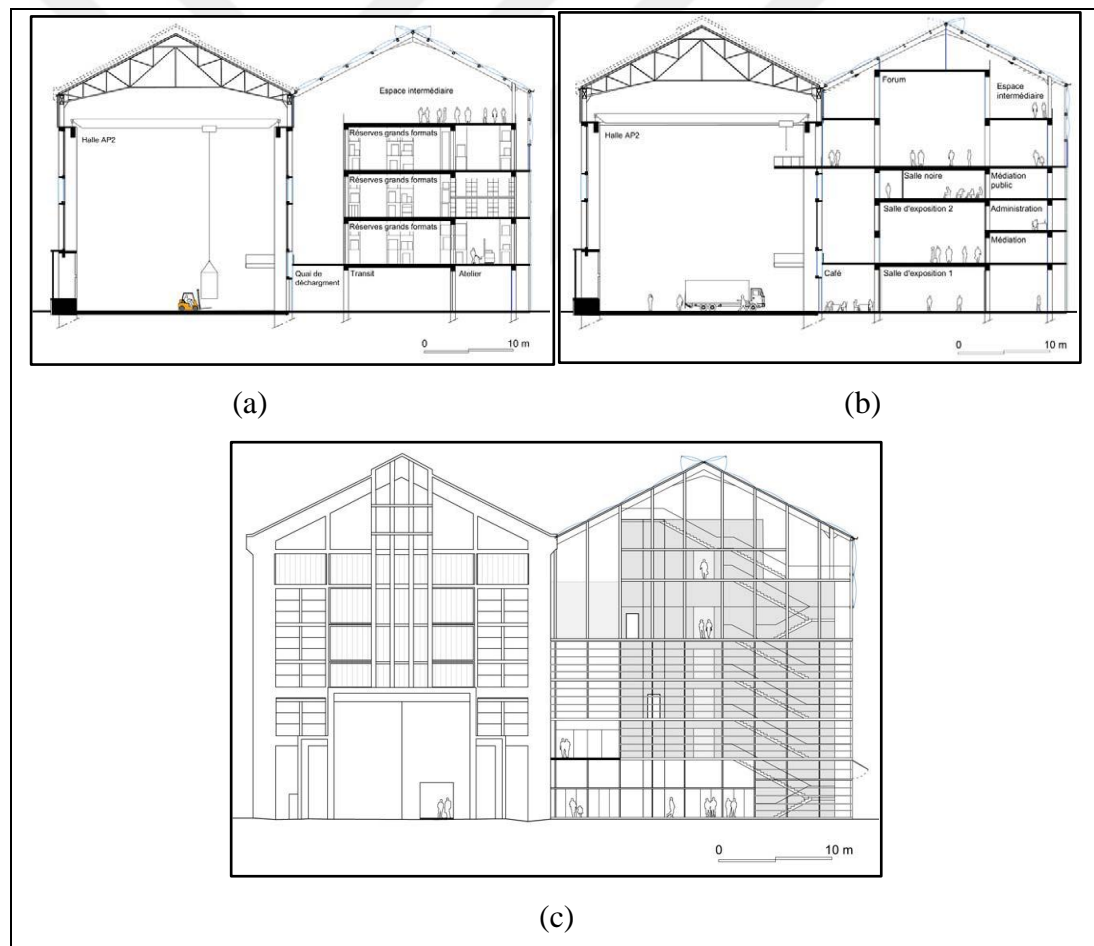 Espace intermédiaire
Halle AP2
Réserves grands formats
Réserves grands formats
Réserves grands formats
Quai de
déchargment
Transit
Atelier
0 10 m
(a)
Forum
Espace
intermédiaire
Halle AP2
Salle noire
Médiation
public
Salle d'exposition 2
Administration
Médiation
Café
Salle d'exposition 1
0 10 m
(b)
0 10 m
(c)